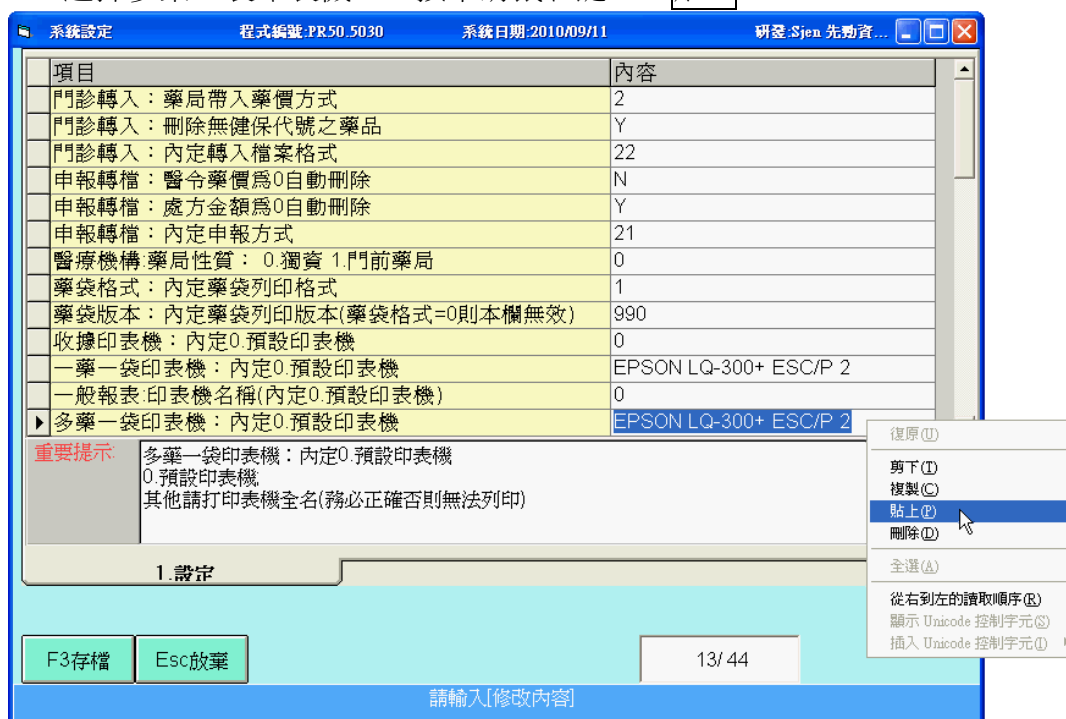 系統設定 程式編號:PR50.5030 系統日期:2010/09/11 研發:Sjen 先勁資...
項目 內容
門診轉入：藥局帶入藥價方式 2
門診轉入：刪除無健保代號之藥品 Y
門診轉入：內定轉入檔案格式 22
申報轉檔：醫令藥價為0自動刪除 N
申報轉檔：處方金額為0自動刪除 Y
申報轉檔：內定申報方式 21
醫療機構:藥局性質： 0.獨資 1.門前藥局 0
藥袋格式：內定藥袋列印格式 1
藥袋版本：內定藥袋列印版本(藥袋格式=0則本欄無效) 990
收據印表機：內定0.預設印表機 0
一藥一袋印表機：內定0.預設印表機 EPSON LQ-300+ ESC/P 2
一般報表:印表機名稱(內定0.預設印表機) 0
多藥一袋印表機：內定0.預設印表機 EPSON LQ-300+ ESC/P 2
重要提示:
多藥一袋印表機：內定0.預設印表機
0.預設印表機;
其他請打印表機全名(務必正確否則無法列印)
復原(U)
剪下(T)
複製(C)
貼上(P)
刪除(D)
全選(A)
從右到左的讀取順序(R)
顯示 Unicode 控制字元(S)
插入 Unicode 控制字元(I)
1.設定
F3存檔 Esc放棄 13/ 44
請輸入[修改內容]